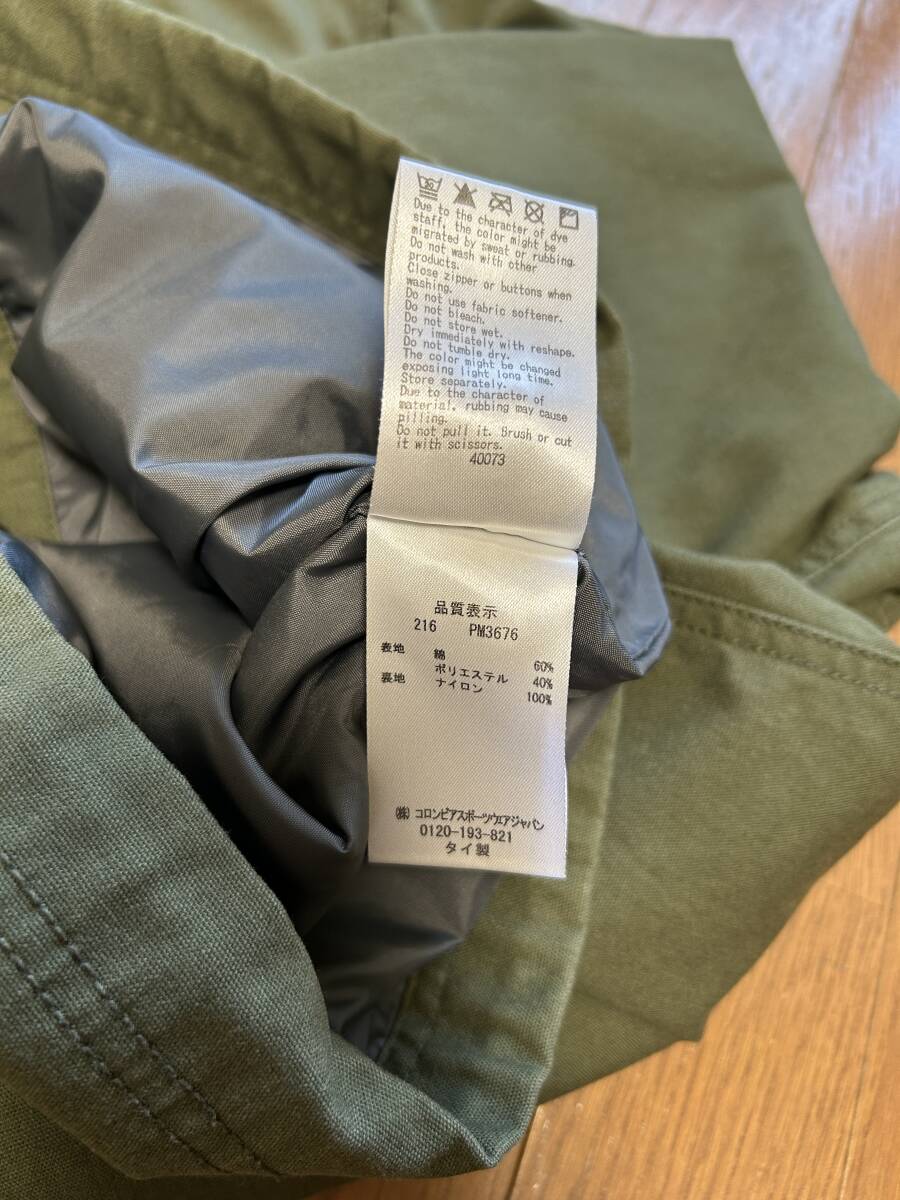 Due to the character of dye
staff, the color might be
migrated by sweat or rubbing.
Do not wash with other
products.
Close zipper or buttons when
washing.
Do not use fabric softener.
Do not bleach.
Do not store wet.
Dry immediately with reshape.
Do not tumble dry.
The color might be changed
exposing light long time.
Store separately.
Due to the character of
material, rubbing may cause
pilling.
Do not pull it. Brush or cut
it with scissors.
40073
品質表示
216 PM3676
表地 綿 60%
ポリエステル 40%
裏地 ナイロン 100%
(株) コロンビアスポーツウエアジャパン
0120-193-821
タイ製